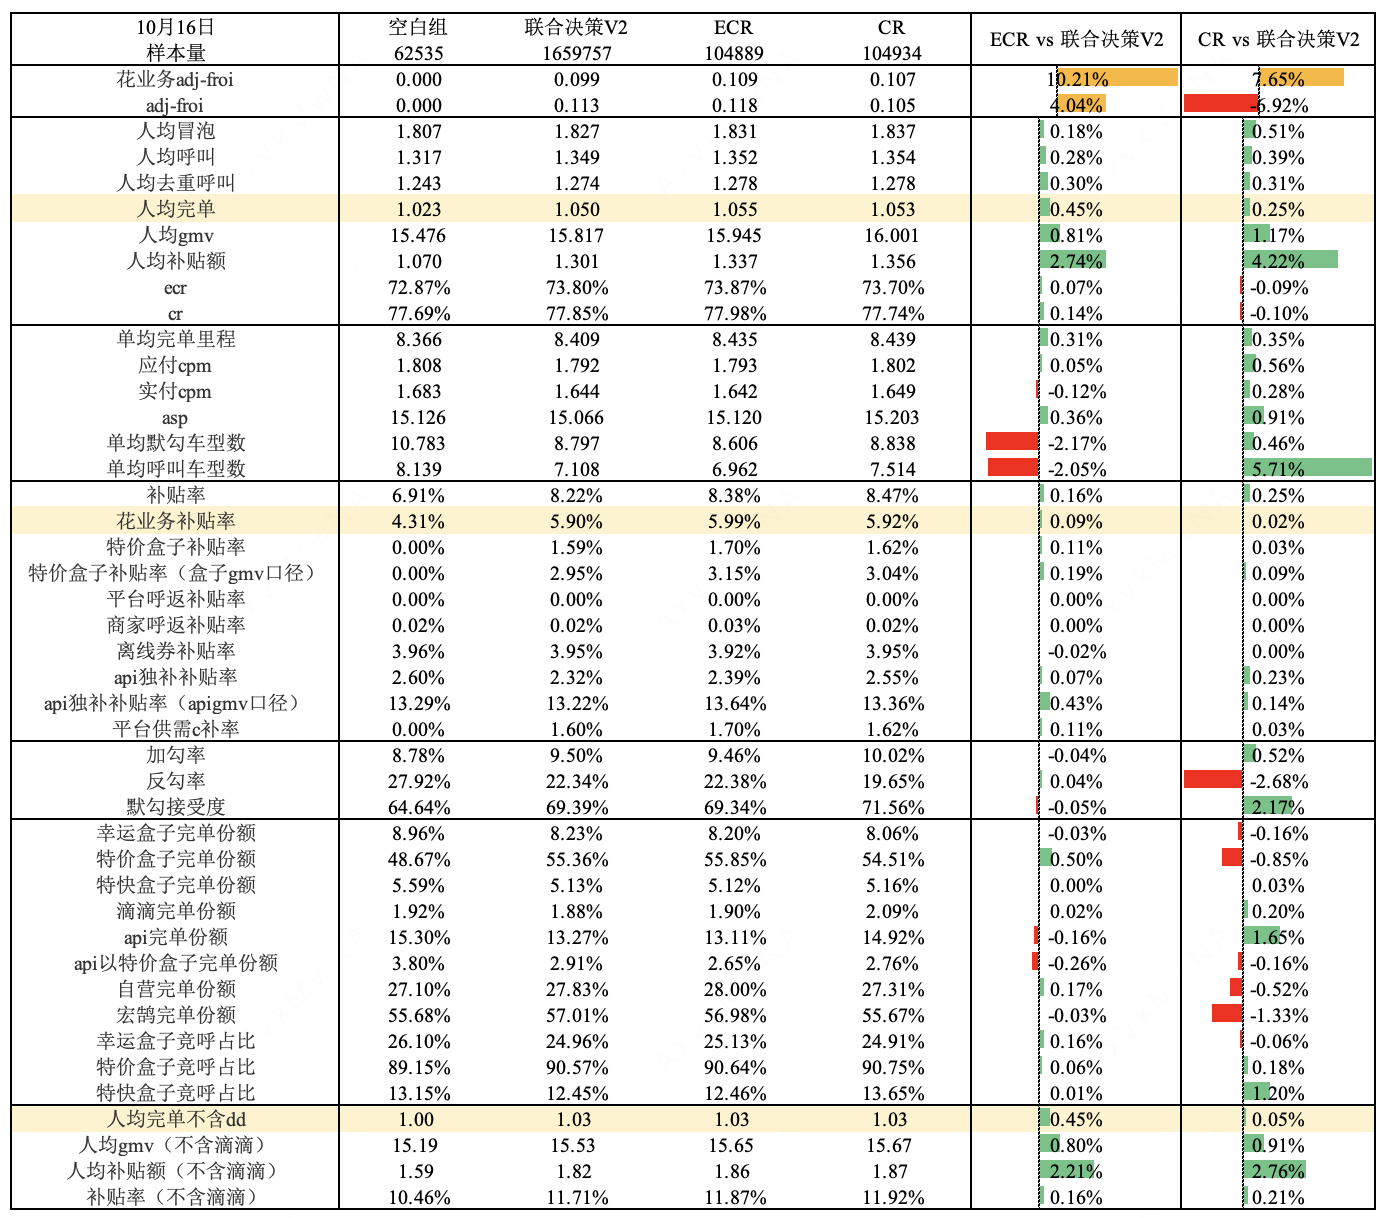 10月16日 空白组 联合决策V2 ECR CR ECR vs 联合决策V2 CR vs 联合决策V2
样本量 62535 1659757 104889 104934
花业务adj-froi 0.000 0.099 0.109 0.107 10.21% 7.65%
adj-froi 0.000 0.113 0.118 0.105 4.04% -6.92%
人均冒泡 1.807 1.827 1.831 1.837 0.18% 0.51%
人均呼叫 1.317 1.349 1.352 1.354 0.28% 0.39%
人均去重呼叫 1.243 1.274 1.278 1.278 0.30% 0.31%
人均完单 1.023 1.050 1.055 1.053 0.45% 0.25%
人均gmv 15.476 15.817 15.945 16.001 0.81% 1.17%
人均补贴额 1.070 1.301 1.337 1.356 2.74% 4.22%
ecr 72.87% 73.80% 73.87% 73.70% 0.07% -0.09%
cr 77.69% 77.85% 77.98% 77.74% 0.14% -0.10%
单均完单里程 8.366 8.409 8.435 8.439 0.31% 0.35%
应付cpm 1.808 1.792 1.793 1.802 0.05% 0.56%
实付cpm 1.683 1.644 1.642 1.649 -0.12% 0.28%
asp 15.126 15.066 15.120 15.203 0.36% 0.91%
单均默勾车型数 10.783 8.797 8.606 8.838 -2.17% 0.46%
单均呼叫车型数 8.139 7.108 6.962 7.514 -2.05% 5.71%
补贴率 6.91% 8.22% 8.38% 8.47% 0.16% 0.25%
花业务补贴率 4.31% 5.90% 5.99% 5.92% 0.09% 0.02%
特价盒子补贴率 0.00% 1.59% 1.70% 1.62% 0.11% 0.03%
特价盒子补贴率（盒子gmv口径） 0.00% 2.95% 3.15% 3.04% 0.19% 0.09%
平台呼返补贴率 0.00% 0.00% 0.00% 0.00% 0.00% 0.00%
商家呼返补贴率 0.02% 0.02% 0.03% 0.02% 0.00% 0.00%
离线券补贴率 3.96% 3.95% 3.92% 3.95% -0.02% 0.00%
api独补补贴率 2.60% 2.32% 2.39% 2.55% 0.07% 0.23%
api独补补贴率（apigmv口径） 13.29% 13.22% 13.64% 13.36% 0.43% 0.14%
平台供需c补率 0.00% 1.60% 1.70% 1.62% 0.11% 0.03%
加勾率 8.78% 9.50% 9.46% 10.02% -0.04% 0.52%
反勾率 27.92% 22.34% 22.38% 19.65% 0.04% -2.68%
默勾接受度 64.64% 69.39% 69.34% 71.56% -0.05% 2.17%
幸运盒子完单份额 8.96% 8.23% 8.20% 8.06% -0.03% -0.16%
特价盒子完单份额 48.67% 55.36% 55.85% 54.51% 0.50% -0.85%
特快盒子完单份额 5.59% 5.13% 5.12% 5.16% 0.00% 0.03%
滴滴完单份额 1.92% 1.88% 1.90% 2.09% 0.02% 0.20%
api完单份额 15.30% 13.27% 13.11% 14.92% -0.16% 1.65%
api以特价盒子完单份额 3.80% 2.91% 2.65% 2.76% -0.26% -0.16%
自营完单份额 27.10% 27.83% 28.00% 27.31% 0.17% -0.52%
宏鹄完单份额 55.68% 57.01% 56.98% 55.67% -0.03% -1.33%
幸运盒子竞呼占比 26.10% 24.96% 25.13% 24.91% 0.16% -0.06%
特价盒子竞呼占比 89.15% 90.57% 90.64% 90.75% 0.06% 0.18%
特快盒子竞呼占比 13.15% 12.45% 12.46% 13.65% 0.01% 1.20%
人均完单不含dd 1.00 1.03 1.03 1.03 0.45% 0.05%
人均gmv（不含滴滴） 15.19 15.53 15.65 15.67 0.80% 0.91%
人均补贴额（不含滴滴） 1.59 1.82 1.86 1.87 2.21% 2.76%
补贴率（不含滴滴） 10.46% 11.71% 11.87% 11.92% 0.16% 0.21%